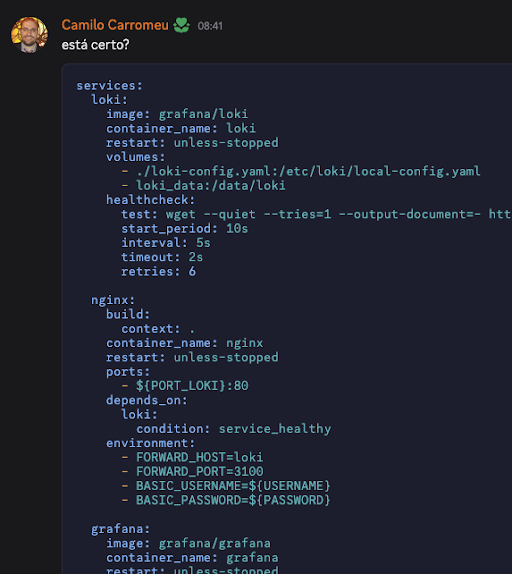 Camilo Carromeu 08:41
está certo?
services:
  loki:
    image: grafana/loki
    container_name: loki
    restart: unless-stopped
    volumes:
      - ./loki-config.yaml:/etc/loki/local-config.yaml
      - loki_data:/data/loki
    healthcheck:
      test: wget --quiet --tries=1 --output-document=- htt
      start_period: 10s
      interval: 5s
      timeout: 2s
      retries: 6
  nginx:
    build:
      context: .
    container_name: nginx
    restart: unless-stopped
    ports:
      - ${PORT_LOKI}:80
    depends_on:
      loki:
        condition: service_healthy
    environment:
      - FORWARD_HOST=loki
      - FORWARD_PORT=3100
      - BASIC_USERNAME=${USERNAME}
      - BASIC_PASSWORD=${PASSWORD}
  grafana:
    image: grafana/grafana
    container_name: grafana
    restart: unless-stopped